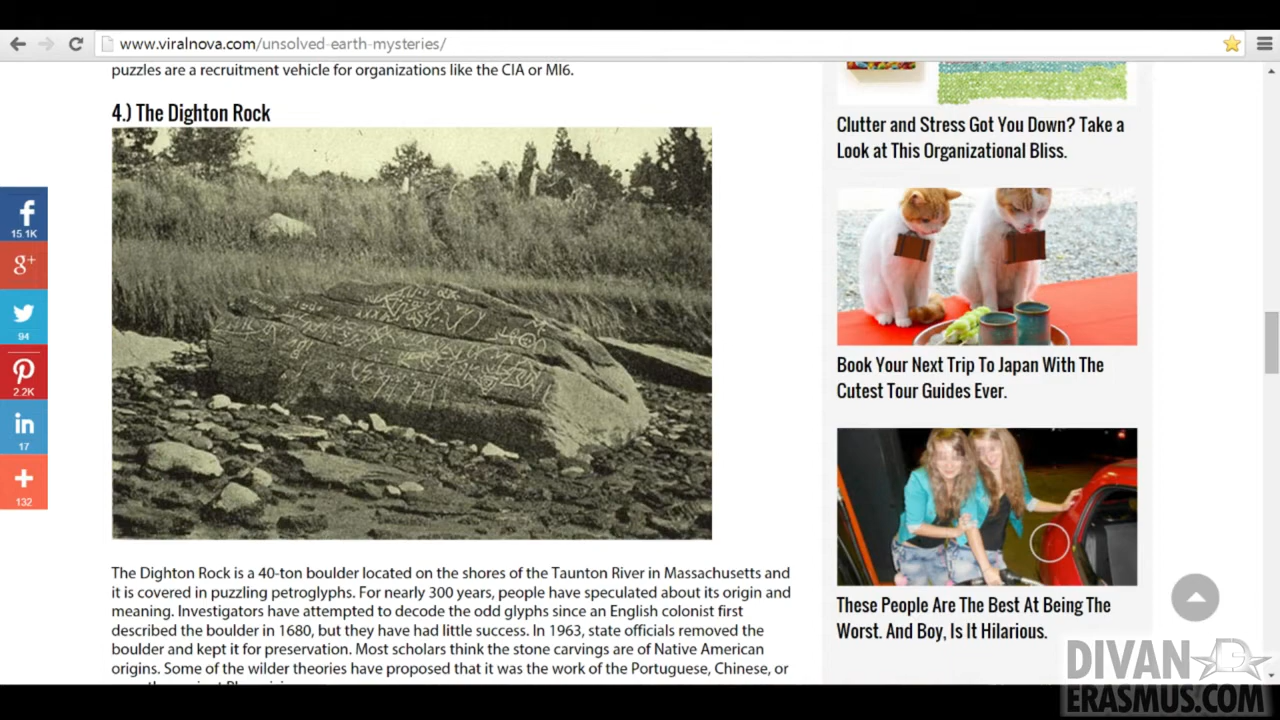 www.viralnova.com/unsolved-earth-mysteries/
puzzles are a recruitment vehicle for organizations like the CIA or MI6.
4.) The Dighton Rock
The Dighton Rock is a 40-ton boulder located on the shores of the Taunton River in Massachusetts and
it is covered in puzzling petroglyphs. For nearly 300 years, people have speculated about its origin and
meaning. Investigators have attempted to decode the odd glyphs since an English colonist first
described the boulder in 1680, but they have had little success. In 1963, state officials removed the
boulder and kept it for preservation. Most scholars think the stone carvings are of Native American
origins. Some of the wilder theories have proposed that it was the work of the Portuguese, Chinese, or
f
15.1K
g+
94
2.2K
in
17
+
132
Clutter and Stress Got You Down? Take a
Look at This Organizational Bliss.
Book Your Next Trip To Japan With The
Cutest Tour Guides Ever.
These People Are The Best At Being The
Worst. And Boy, Is It Hilarious.
DIVAN
ERASMUS.COM